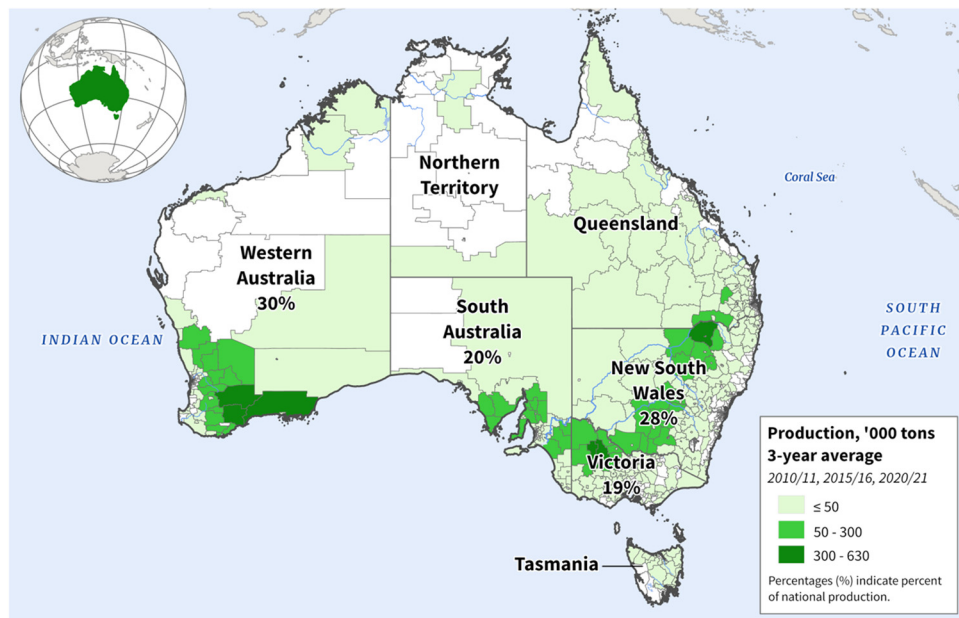 Northern
Territory
Coral Sea
Queensland
Western
Australia
30%
South
Australia
20%
SOUTH
PACIFIC
OCEAN
INDIAN OCEAN
New South
Wales
28%
Victoria
19%
Tasmania
Production, '000 tons
3-year average
2010/11, 2015/16, 2020/21
≤ 50
50 - 300
300 - 630
Percentages (%) indicate percent
of national production.